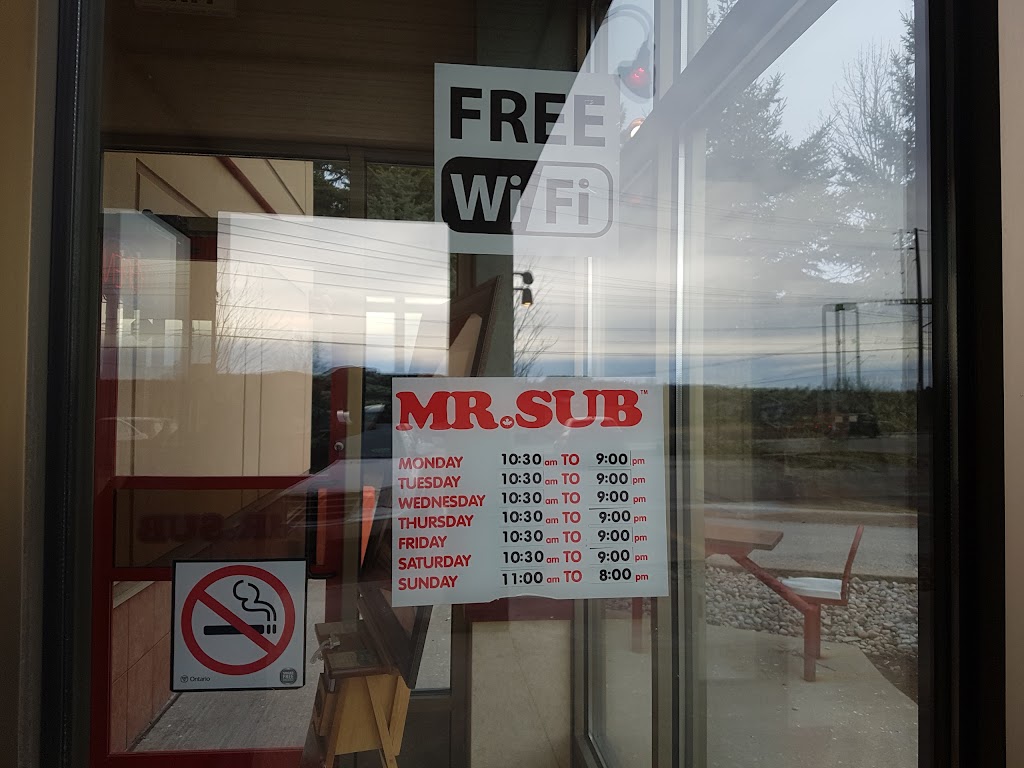 FREE
WiFi
MR.SUB™
MONDAY 10:30 am TO 9:00 pm
TUESDAY 10:30 am TO 9:00 pm
WEDNESDAY 10:30 am TO 9:00 pm
THURSDAY 10:30 am TO 9:00 pm
FRIDAY 10:30 am TO 9:00 pm
SATURDAY 10:30 am TO 9:00 pm
SUNDAY 11:00 am TO 8:00 pm
MR.SUB
Ontario